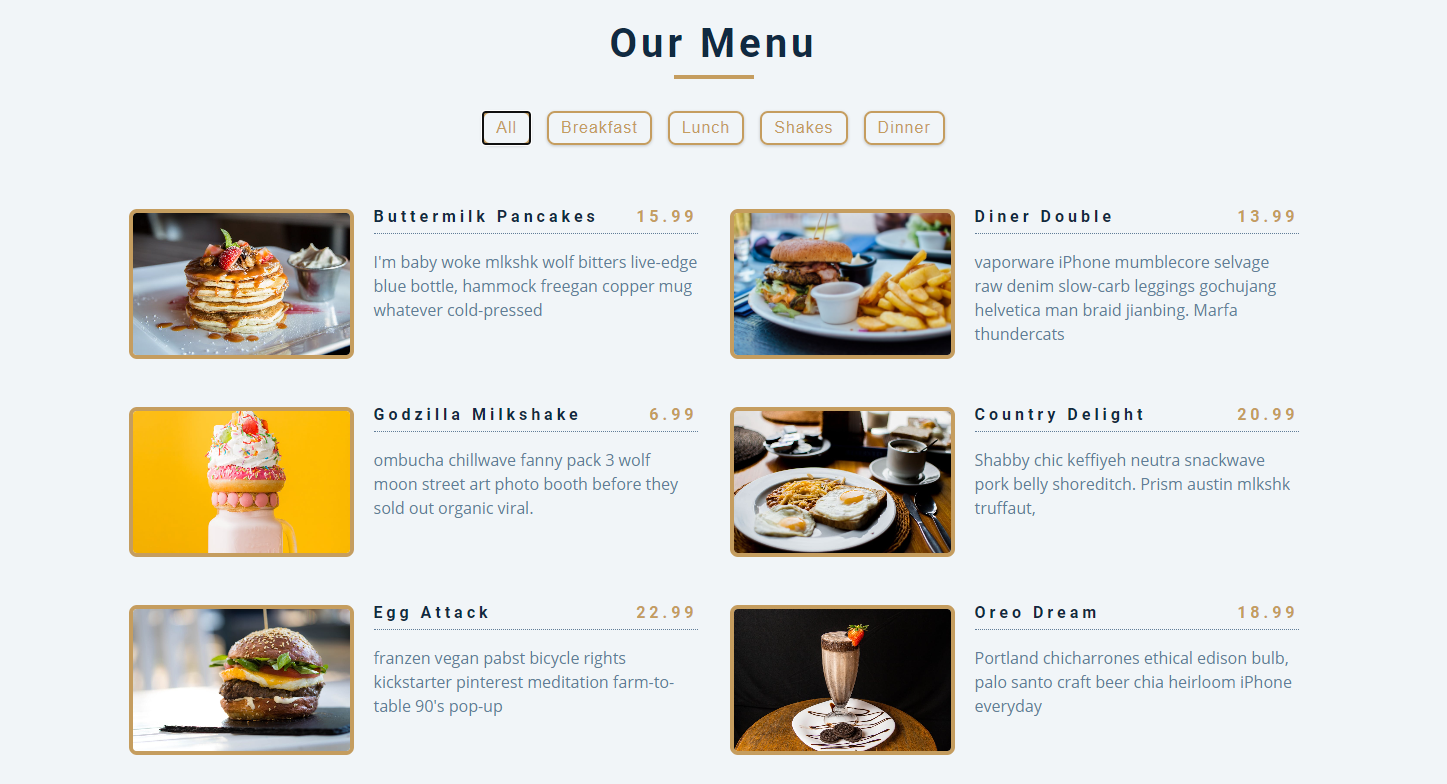 Our Menu
All Breakfast Lunch Shakes Dinner
Buttermilk Pancakes 15.99
I'm baby woke mlkshk wolf bitters live-edge
blue bottle, hammock freegan copper mug
whatever cold-pressed
Diner Double 13.99
vaporware iPhone mumblecore selvage
raw denim slow-carb leggings gochujang
helvetica man braid jianbing. Marfa
thundercats
Godzilla Milkshake 6.99
ombucha chillwave fanny pack 3 wolf
moon street art photo booth before they
sold out organic viral.
Country Delight 20.99
Shabby chic keffiyeh neutra snackwave
pork belly shoreditch. Prism austin mlkshk
truffaut,
Egg Attack 22.99
franzen vegan pabst bicycle rights
kickstarter pinterest meditation farm-to-
table 90's pop-up
Oreo Dream 18.99
Portland chicharrones ethical edison bulb,
palo santo craft beer chia heirloom iPhone
everyday